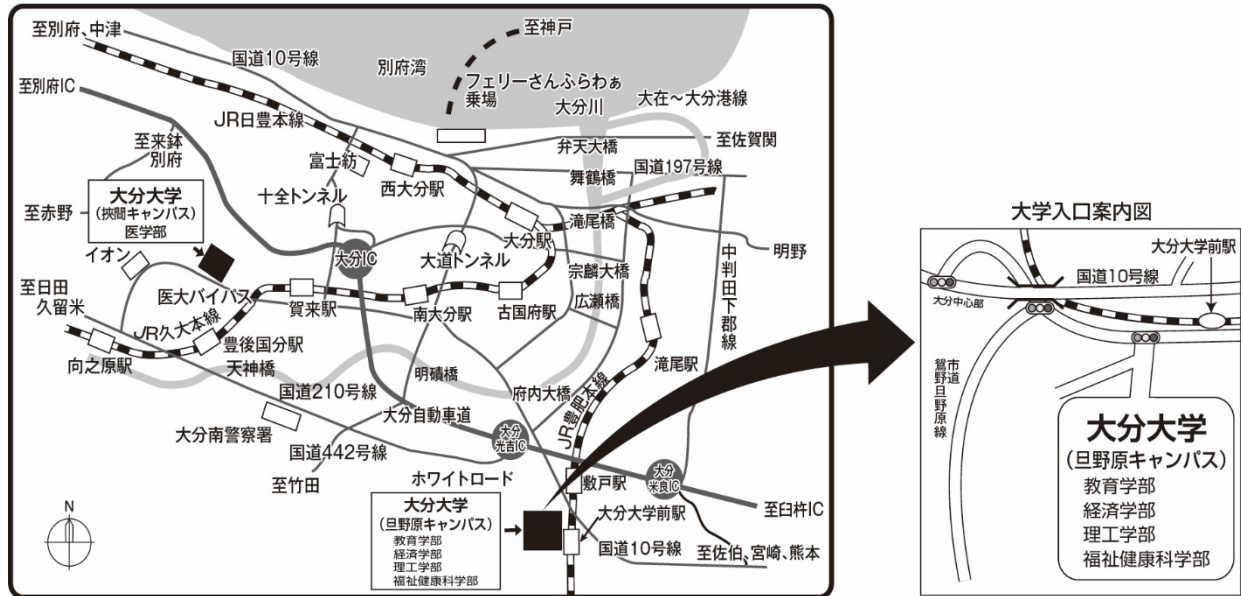 至神戸
至別府、中津
国道10号線
別府湾
フェリーさんふらわぁ
乗場
至別府IC
大分川
大在～大分港線
JR日豊本線
至来鉢
別府
富士紡
弁天大橋
至佐賀関
舞鶴橋
国道197号線
大分大学
(挾間キャンパス)
医学部
十全トンネル
西大分駅
至赤野
大分駅
滝尾橋
明野
イオン
大分IC
大道トンネル
宗麟大橋
中判田下郡線
至日田
久留米
医大バイパス
賀来駅
南大分駅
古国府駅
広瀬橋
JR久大本線
豊後国分駅
向之原駅
天神橋
滝尾駅
国道210号線
明磧橋
府内大橋
JR豊肥本線
大分南警察署
大分自動車道
大分
光吉IC
国道442号線
至竹田
ホワイトロード
敷戸駅
大分
米良IC
至臼杵IC
大分大学
(旦野原キャンパス)
教育学部
経済学部
理工学部
福祉健康科学部
大分大学前駅
国道10号線
至佐伯、宮崎、熊本
N
大学入口案内図
大分大学前駅
国道10号線
大分中心部
市道
鴛野旦野原線
大分大学
(旦野原キャンパス)
教育学部
経済学部
理工学部
福祉健康科学部